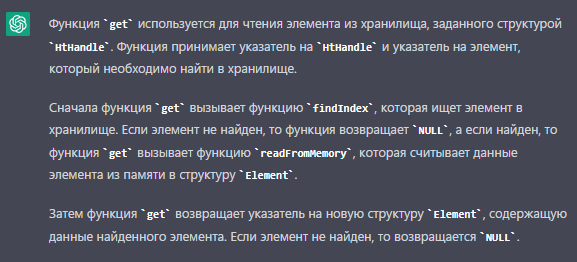 Функция `get` используется для чтения элемента из хранилища, заданного структурой
`HtHandle`. Функция принимает указатель на `HtHandle` и указатель на элемент,
который необходимо найти в хранилище.
Сначала функция `get` вызывает функцию `findIndex`, которая ищет элемент в
хранилище. Если элемент не найден, то функция возвращает `NULL`, а если найден, то
функция `get` вызывает функцию `readFromMemory`, которая считывает данные
элемента из памяти в структуру `Element`.
Затем функция `get` возвращает указатель на новую структуру `Element`, содержащую
данные найденного элемента. Если элемент не найден, то возвращается `NULL`.